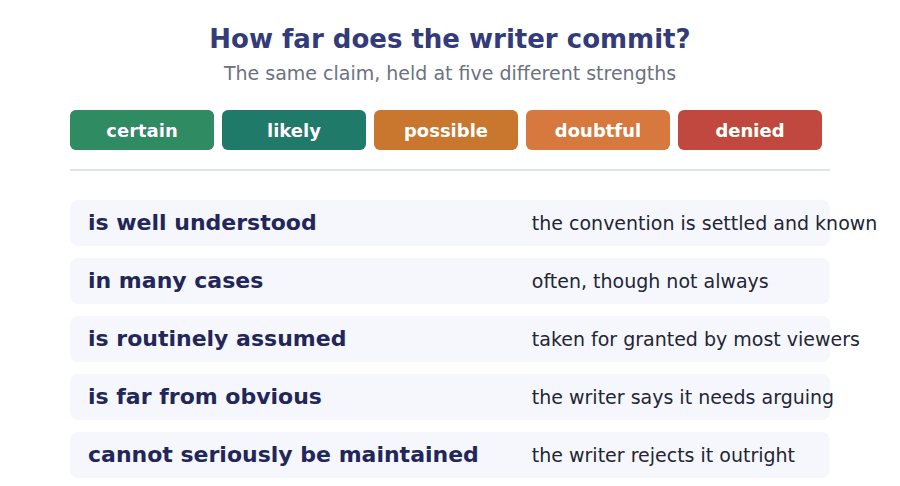 How far does the writer commit?
The same claim, held at five different strengths
certain likely possible doubtful denied
is well understood the convention is settled and known
in many cases often, though not always
is routinely assumed taken for granted by most viewers
is far from obvious the writer says it needs arguing
cannot seriously be maintained the writer rejects it outright